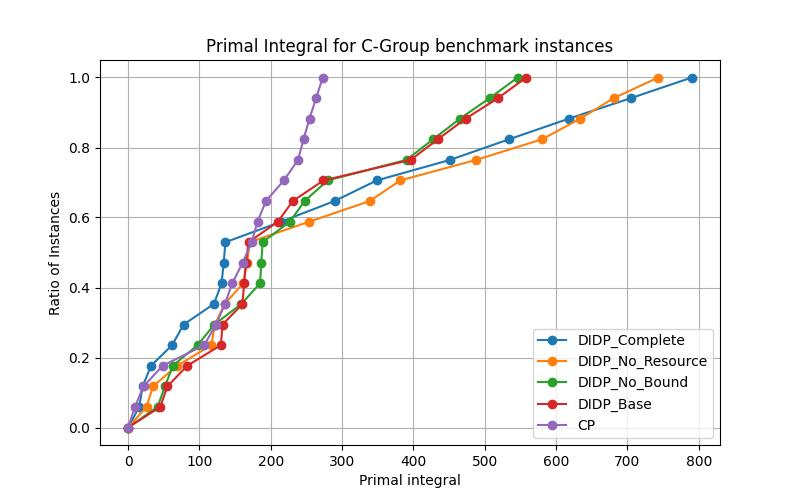 Primal Integral for C-Group benchmark instances
1.0
0.8
0.6
0.4
0.2
0.0
Ratio of Instances
0 100 200 300 400 500 600 700 800
Primal integral
DIDP_Complete
DIDP_No_Resource
DIDP_No_Bound
DIDP_Base
CP